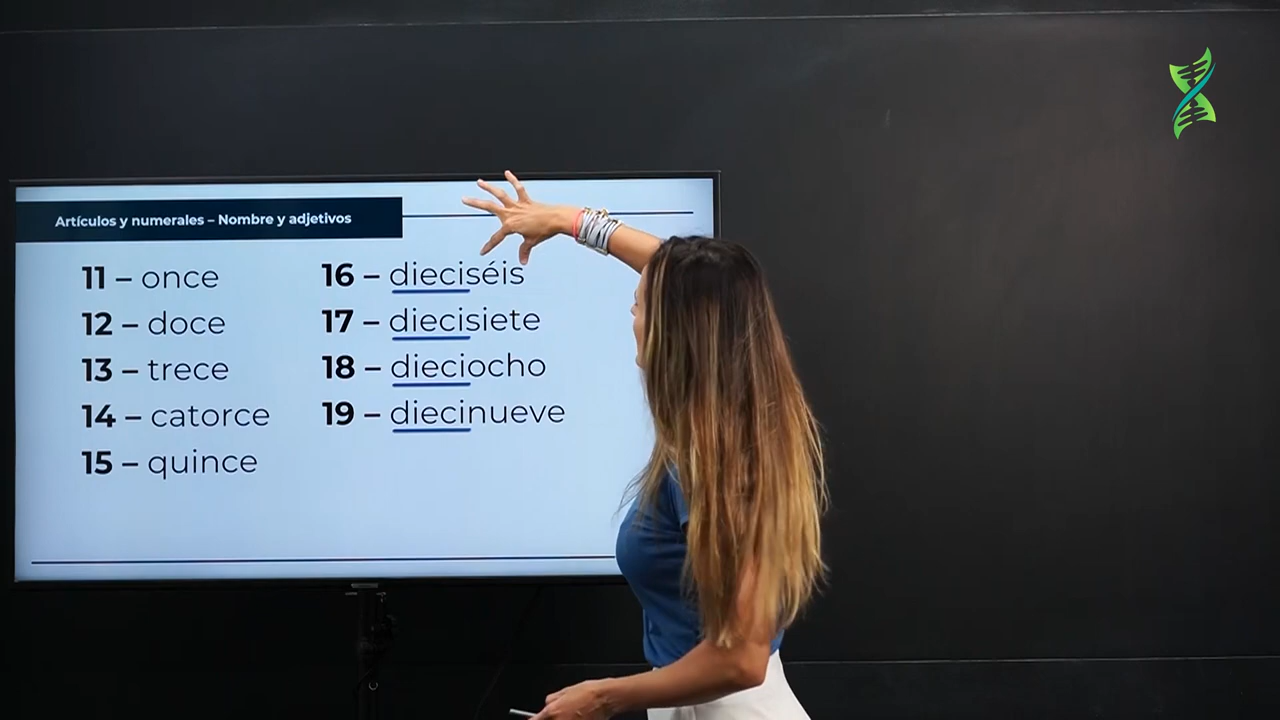 Artículos y numerales – Nombre y adjetivos
11 – once
12 – doce
13 – trece
14 – catorce
15 – quince
16 – dieciséis
17 – diecisiete
18 – dieciocho
19 – diecinueve